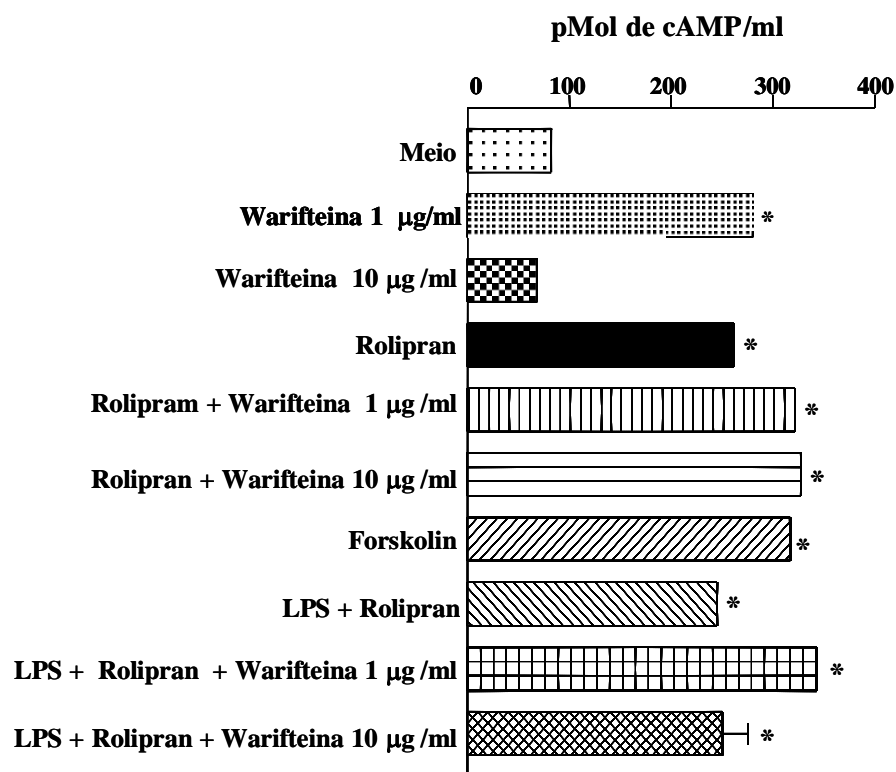 pMol de cAMP/ml
0 100 200 300 400
Meio
Warifteina 1 μg/ml *
Warifteina 10 μg /ml
Rolipran *
Rolipram + Warifteina 1 μg /ml *
Rolipran + Warifteina 10 μg /ml *
Forskolin *
LPS + Rolipran *
LPS + Rolipran + Warifteina 1 μg /ml *
LPS + Rolipran + Warifteina 10 μg /ml *